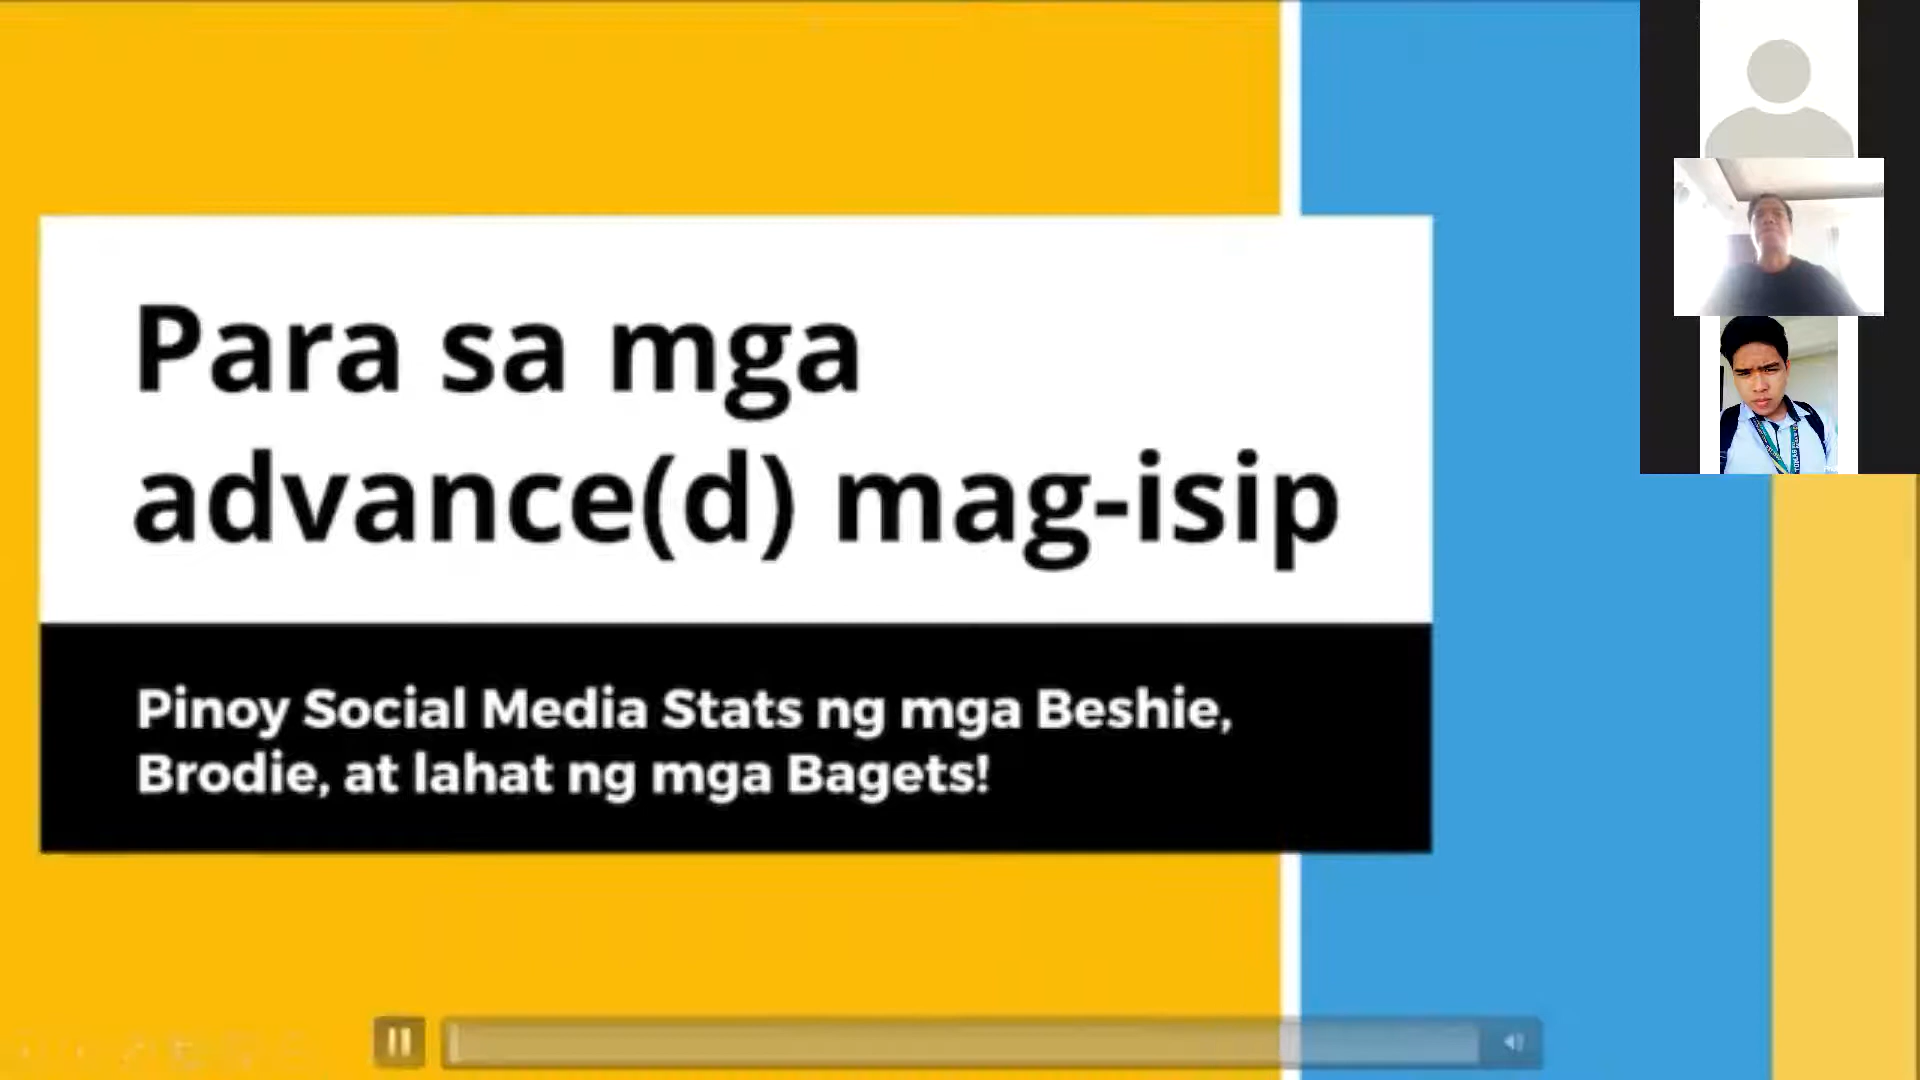 Para sa mga
advance(d) mag-isip
Pinoy Social Media Stats ng mga Beshie,
Brodie, at lahat ng mga Bagets!